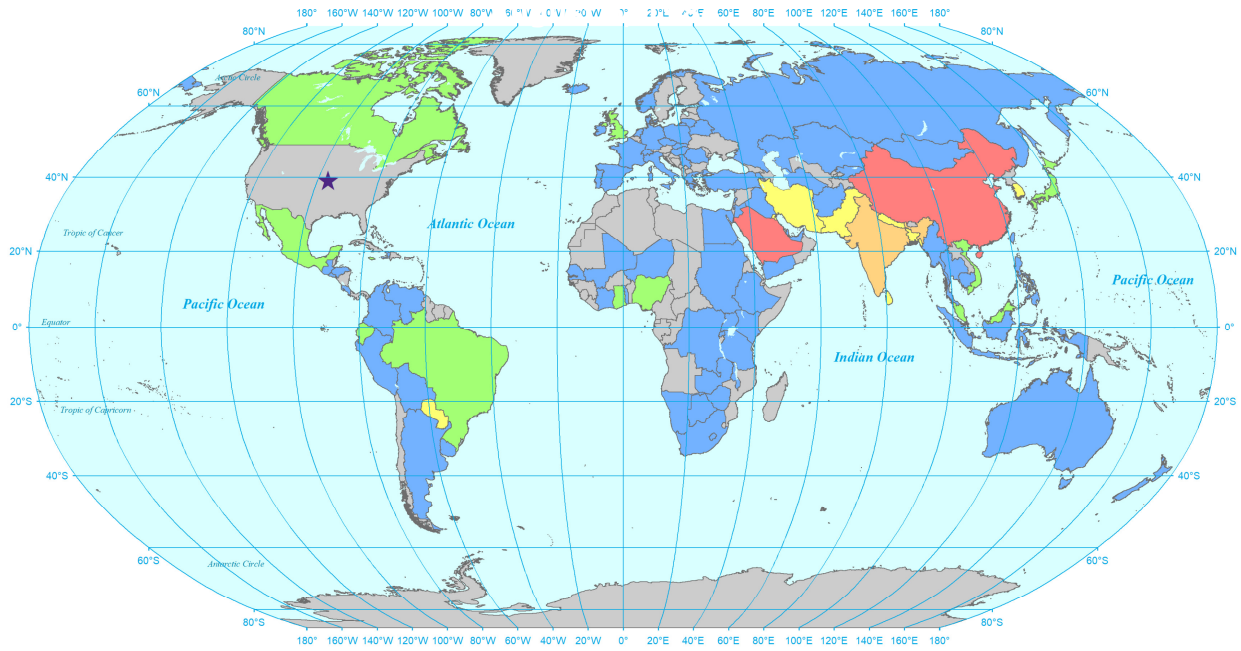 180° 160°W 140°W 120°W 100°W 80°W 60°W 0° 60°E 80°E 100°E 120°E 140°E 160°E 180°
80°N 80°N
Arctic Circle
60°N 60°N
40°N 40°N
Atlantic Ocean
Tropic of Cancer
20°N 20°N
Pacific Ocean
Pacific Ocean
Equator
0° 0°
Indian Ocean
20°S 20°S
Tropic of Capricorn
40°S 40°S
60°S 60°S
Antarctic Circle
80°S 80°S
180° 160°W 140°W 120°W 100°W 80°W 60°W 40°W 20°W 0° 20°E 40°E 60°E 80°E 100°E 120°E 140°E 160°E 180°